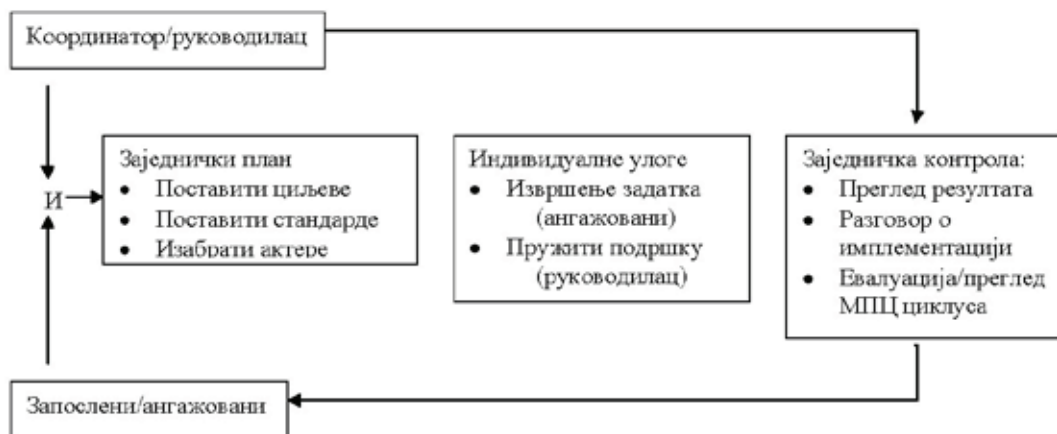 Координатор/руководилац
Заједнички план
• Поставити циљеве
• Поставити стандарде
• Изабрати актере
Индивидуалне улоге
• Извршење задатка
(ангажовани)
• Пружити подршку
(руководилац)
Заједничка контрола:
• Преглед резултата
• Разговор о
имплементацији
• Евалуација/преглед
МПЦ циклуса
И
Запослени/ангажовани